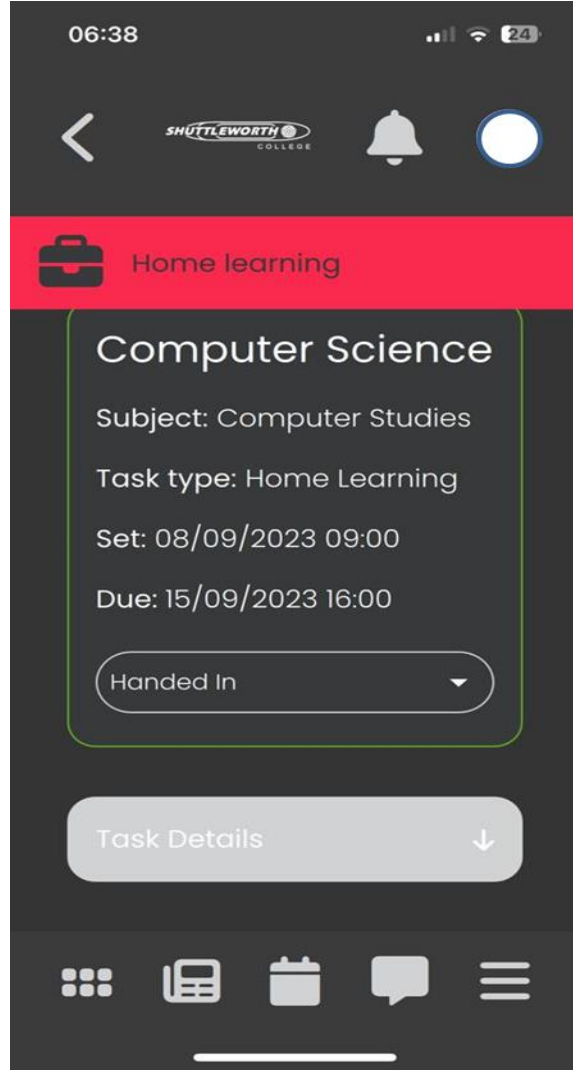 06:38
24
SHUTTLEWORTH
COLLEGE
Home learning
Computer Science
Subject: Computer Studies
Task type: Home Learning
Set: 08/09/2023 09:00
Due: 15/09/2023 16:00
Handed In
Task Details